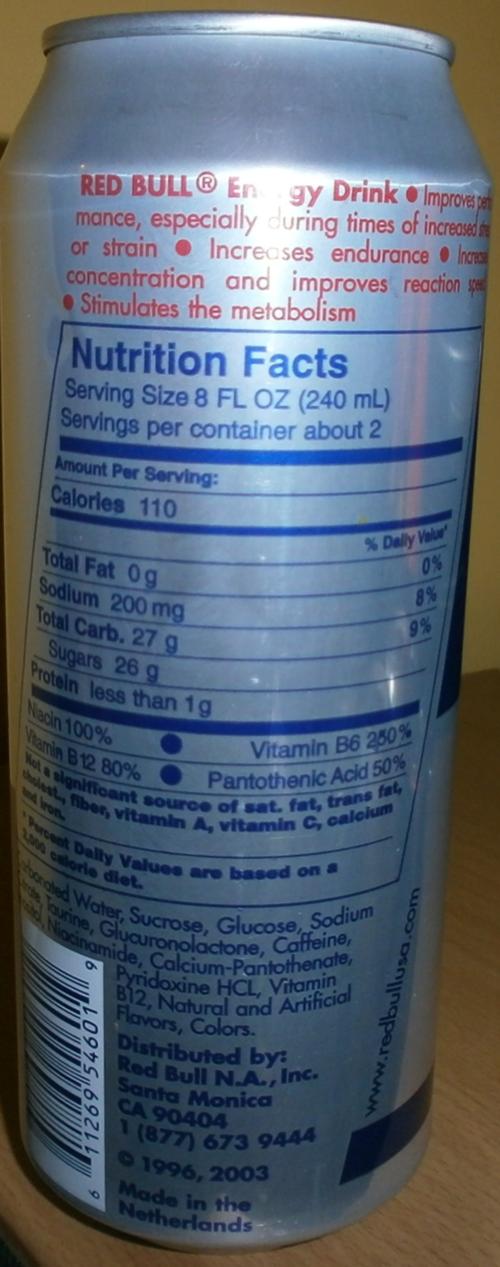 RED BULL® Energy Drink ● Improves
mance, especially during times of increased
or strain ● Increases endurance ●
concentration and improves reaction
● Stimulates the metabolism
Nutrition Facts
Serving Size 8 FL OZ (240 mL)
Servings per container about 2
Amount Per Serving:
Calories 110
% Daily Value*
Total Fat 0g 0%
Sodium 200 mg 8%
Total Carb. 27 g 9%
Sugars 26 g
Protein less than 1g
Niacin 100% ● Vitamin B6 250%
Vitamin B12 80% ● Pantothenic Acid 50%
Not a significant source of sat. fat, trans fat,
cholest., fiber, vitamin A, vitamin C, calcium
and iron.
* Percent Daily Values are based on a
2,000 calorie diet.
Carbonated Water, Sucrose, Glucose, Sodium
Taurine, Glucuronolactone, Caffeine,
Niacinamide, Calcium-Pantothenate,
Pyridoxine HCL, Vitamin
B12, Natural and Artificial
Flavors, Colors.
Distributed by:
Red Bull N.A., Inc.
Santa Monica
CA 90404
1 (877) 673 9444
© 1996, 2003
Made in the
Netherlands
www.redbullusa.com
6 11269 54601 9